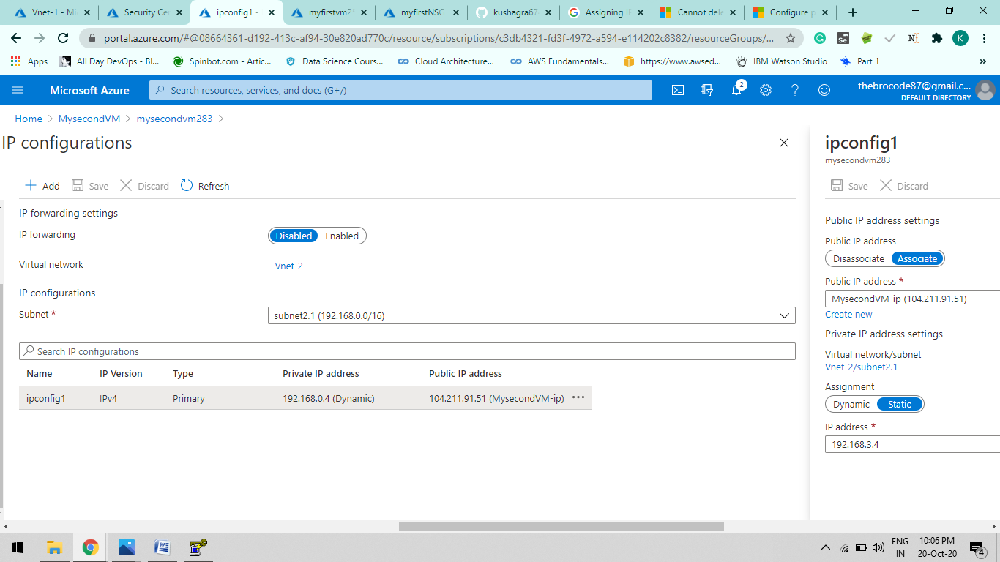 Vnet-1 - Mi
Security Cen
ipconfig1 -
myfirstvm25
myfirstNSG
kushagra67
Assigning IP
Cannot dele
Configure p
portal.azure.com/#@08664361-d192-413c-af94-30e820ad770c/resource/subscriptions/c3db4321-fd3f-4972-a594-e114202c8382/resourceGroups/...
K
Apps
All Day DevOps - Bl...
Spinbot.com - Artic...
Data Science Cours...
Cloud Architecture...
AWS Fundamentals...
https://www.awsed...
IBM Watson Studio
Part 1
»
Microsoft Azure
Search resources, services, and docs (G+/)
2
thebrocode87@gmail.c...
DEFAULT DIRECTORY
Home > MysecondVM > mysecondvm283 >
IP configurations
Add
Save
Discard
Refresh
IP forwarding settings
IP forwarding
Disabled Enabled
Virtual network
Vnet-2
IP configurations
Subnet *
subnet2.1 (192.168.0.0/16)
Search IP configurations
Name IP Version Type Private IP address Public IP address
ipconfig1 IPv4 Primary 192.168.0.4 (Dynamic) 104.211.91.51 (MysecondVM-ip) ...
ipconfig1
mysecondvm283
Save
Discard
Public IP address settings
Public IP address
Disassociate Associate
Public IP address *
MysecondVM-ip (104.211.91.51)
Create new
Private IP address settings
Virtual network/subnet
Vnet-2/subnet2.1
Assignment
Dynamic Static
IP address *
192.168.3.4
ENG
IN
10:06 PM
20-Oct-20
4